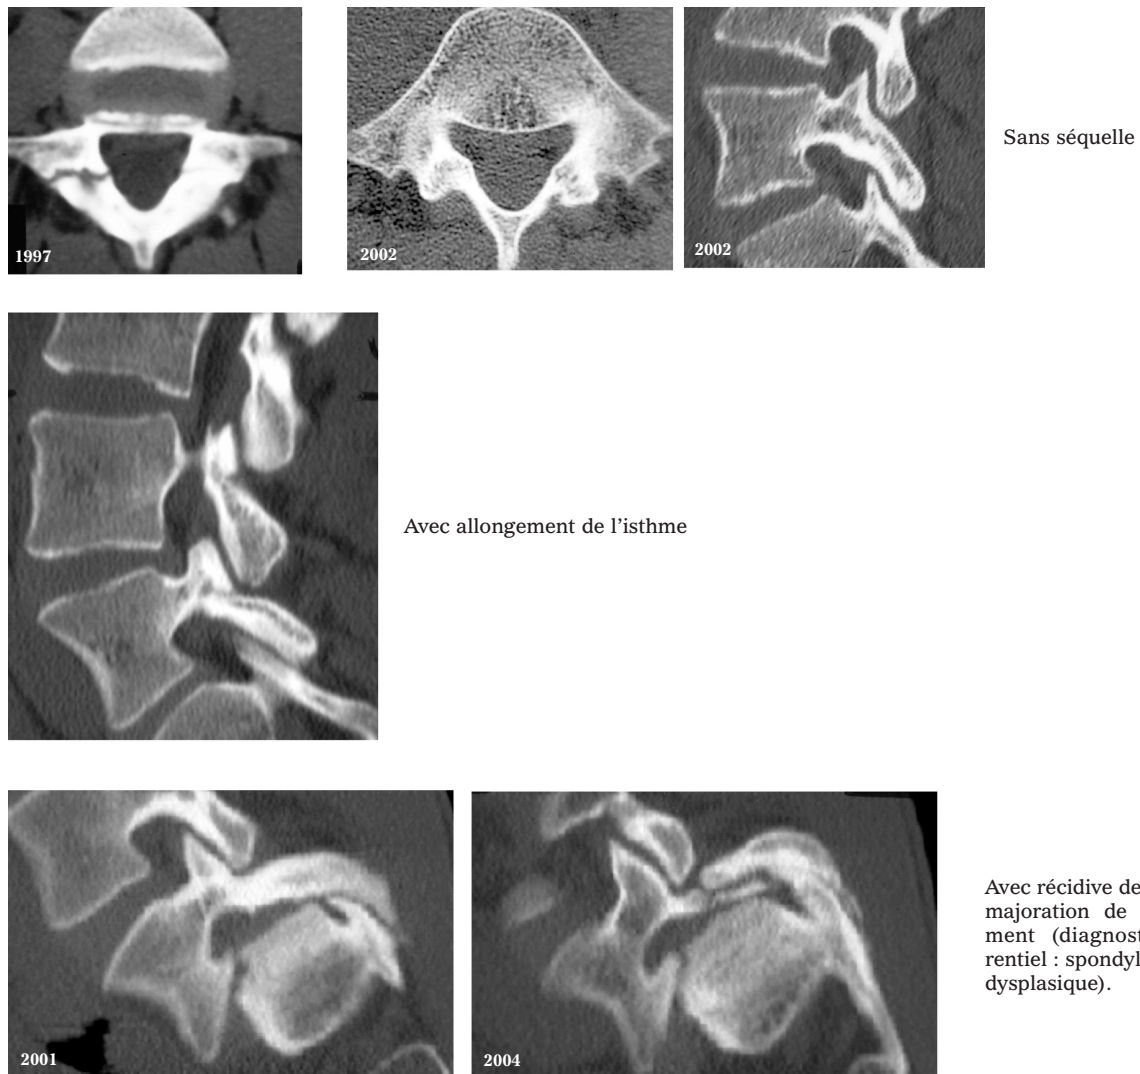 1997
2002
2002
Sans séquelle
Avec allongement de l’isthme
2001
2004
Avec récidive de
majoration de
ment (diagnost
rentiel : spondyl
dysplasique).